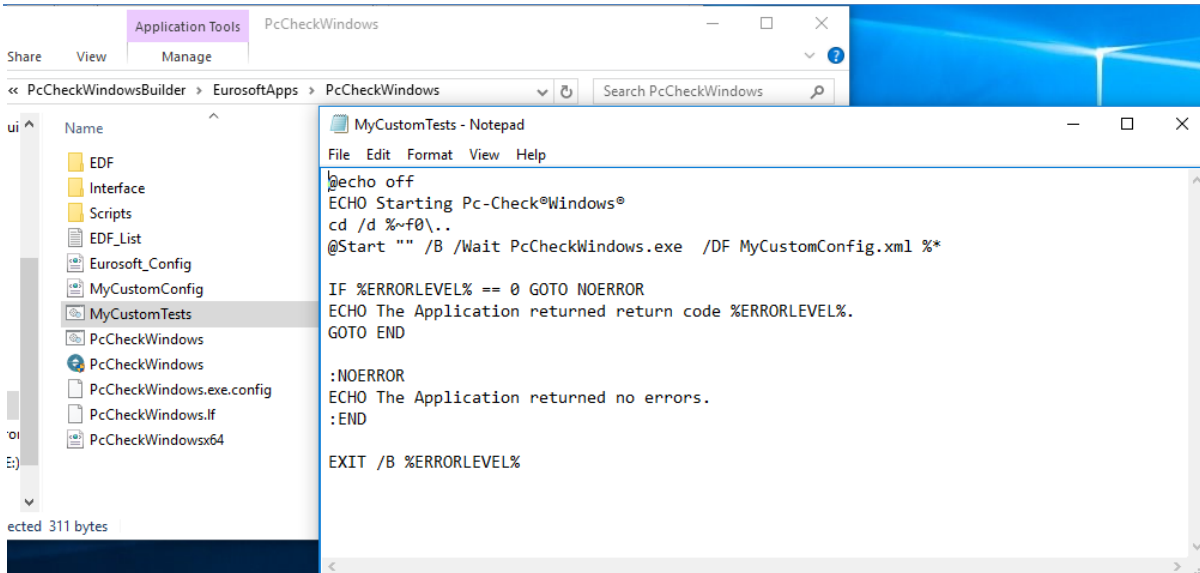 Application Tools PcCheckWindows
Share View Manage
« PcCheckWindowsBuilder › EurosoftApps › PcCheckWindows Search PcCheckWindows
ui Name
EDF
Interface
Scripts
EDF_List
Eurosoft_Config
MyCustomConfig
MyCustomTests
PcCheckWindows
PcCheckWindows
PcCheckWindows.exe.config
PcCheckWindows.lf
PcCheckWindowsx64
E:)
ected 311 bytes
MyCustomTests - Notepad
File Edit Format View Help
@echo off
ECHO Starting Pc-Check®Windows®
cd /d %~f0\..
@Start "" /B /Wait PcCheckWindows.exe  /DF MyCustomConfig.xml %*
IF %ERRORLEVEL% == 0 GOTO NOERROR
ECHO The Application returned return code %ERRORLEVEL%.
GOTO END
:NOERROR
ECHO The Application returned no errors.
:END
EXIT /B %ERRORLEVEL%